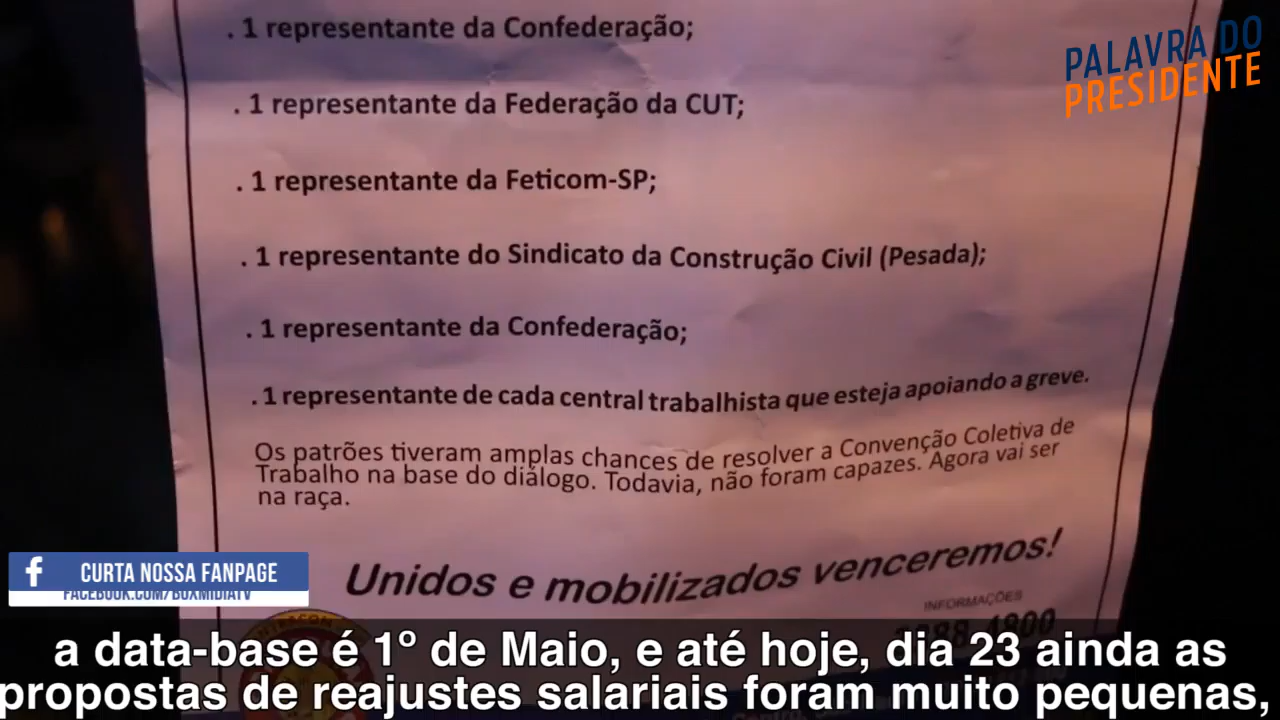 . 1 representante da Confederação;
PALAVRA DO
PRESIDENTE
. 1 representante da Federação da CUT;
. 1 representante da Feticom-SP;
. 1 representante do Sindicato da Construção Civil (Pesada);
. 1 representante da Confederação;
. 1 representante de cada central trabalhista que esteja apoiando a greve.
Os patrões tiveram amplas chances de resolver a Convenção Coletiva de
Trabalho na base do diálogo. Todavia, não foram capazes. Agora vai ser
na raça.
Unidos e mobilizados venceremos!
CURTA NOSSA FANPAGE
FACEBOOK.COM/BOXMIDIATV
INFORMAÇÕES
a data-base é 1º de Maio, e até hoje, dia 23 ainda as
propostas de reajustes salariais foram muito pequenas,